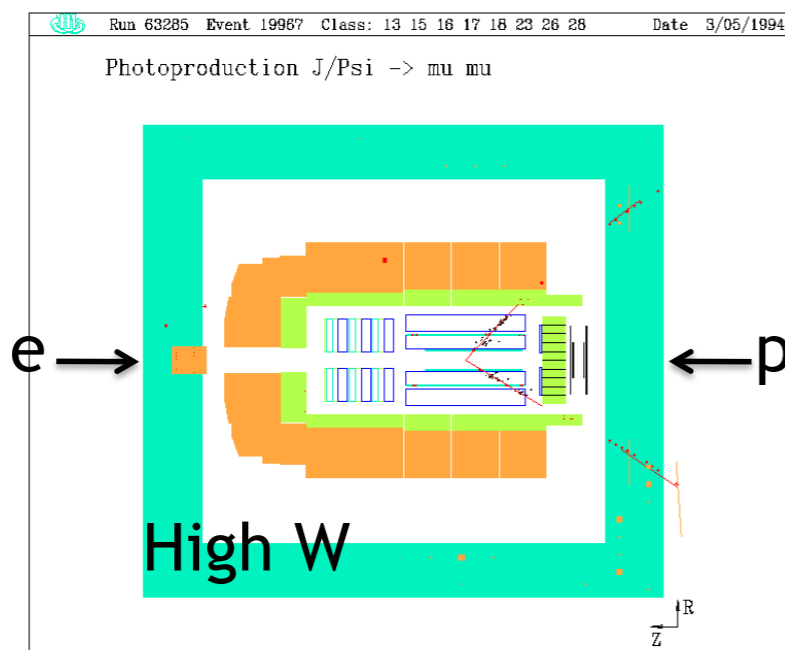 Run 63285 Event 19967 Class: 13 15 16 17 18 23 26 28 Date 3/05/1994
Photoproduction J/Psi -> mu mu
e
p
High W
R
Z